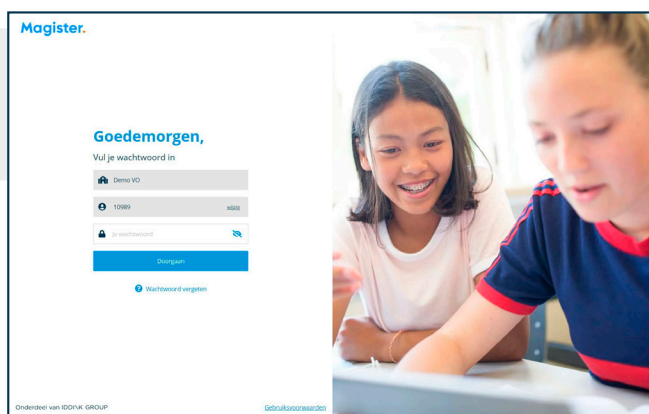 Magister.
Goedemorgen,
Vul je wachtwoord in
Demo VO
10989 wijzig
Je wachtwoord
Doorgaan
Wachtwoord vergeten
Onderdeel van IDDINK GROUP Gebruiksvoorwaarden